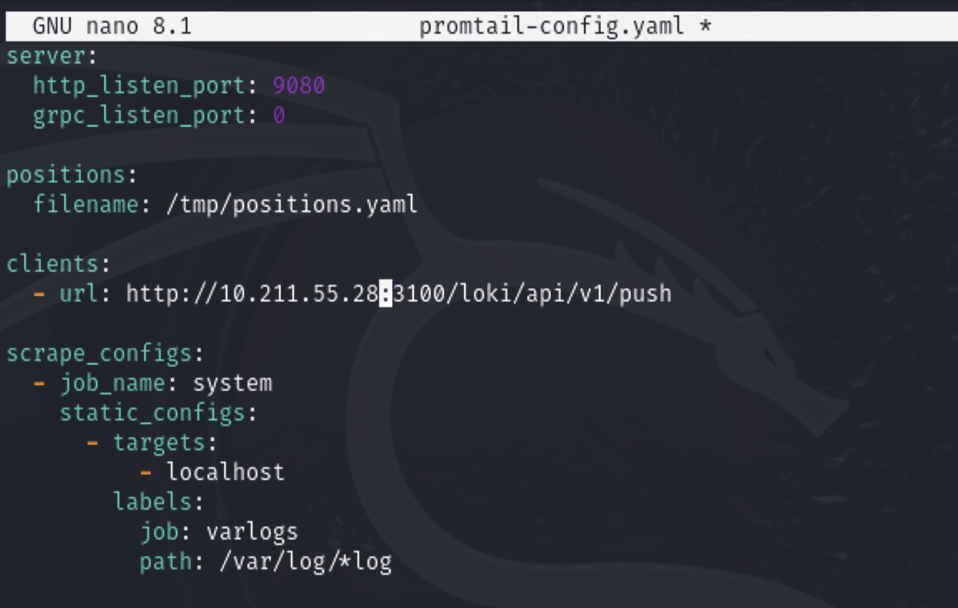 GNU nano 8.1 promtail-config.yaml *
server:
  http_listen_port: 9080
  grpc_listen_port: 0

positions:
  filename: /tmp/positions.yaml

clients:
  - url: http://10.211.55.28:3100/loki/api/v1/push

scrape_configs:
  - job_name: system
    static_configs:
      - targets:
          - localhost
        labels:
          job: varlogs
          path: /var/log/*log